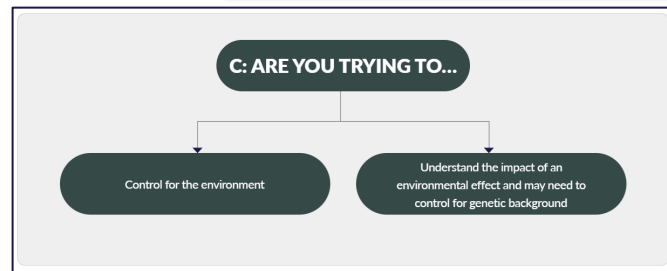 C: ARE YOU TRYING TO...
Control for the environment
Understand the impact of an
environmental effect and may need to
control for genetic background